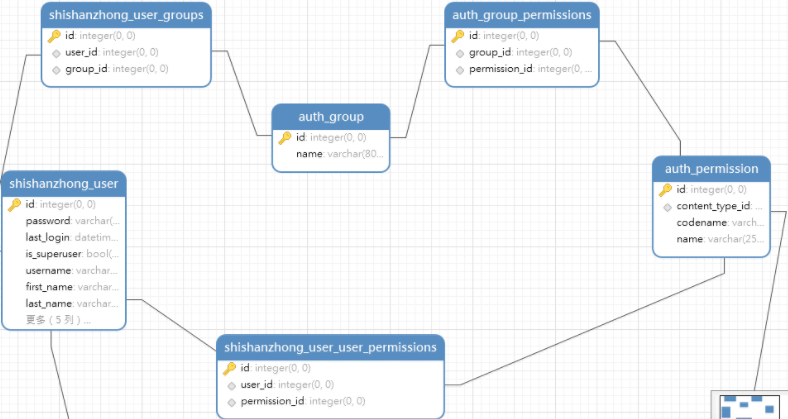 shishanzhong_user_groups
id: integer(0, 0)
user_id: integer(0, 0)
group_id: integer(0, 0)
auth_group_permissions
id: integer(0, 0)
group_id: integer(0, 0)
permission_id: integer(0, ...
auth_group
id: integer(0, 0)
name: varchar(80...
auth_permission
id: integer(0, 0)
content_type_id: ...
codename: varch...
name: varchar(25...
shishanzhong_user
id: integer(0, 0)
password: varchar(...
last_login: datetim...
is_superuser: bool(...
username: varchar...
first_name: varchar...
last_name: varchar...
更多（5 列）...
shishanzhong_user_user_permissions
id: integer(0, 0)
user_id: integer(0, 0)
permission_id: integer(0, 0)